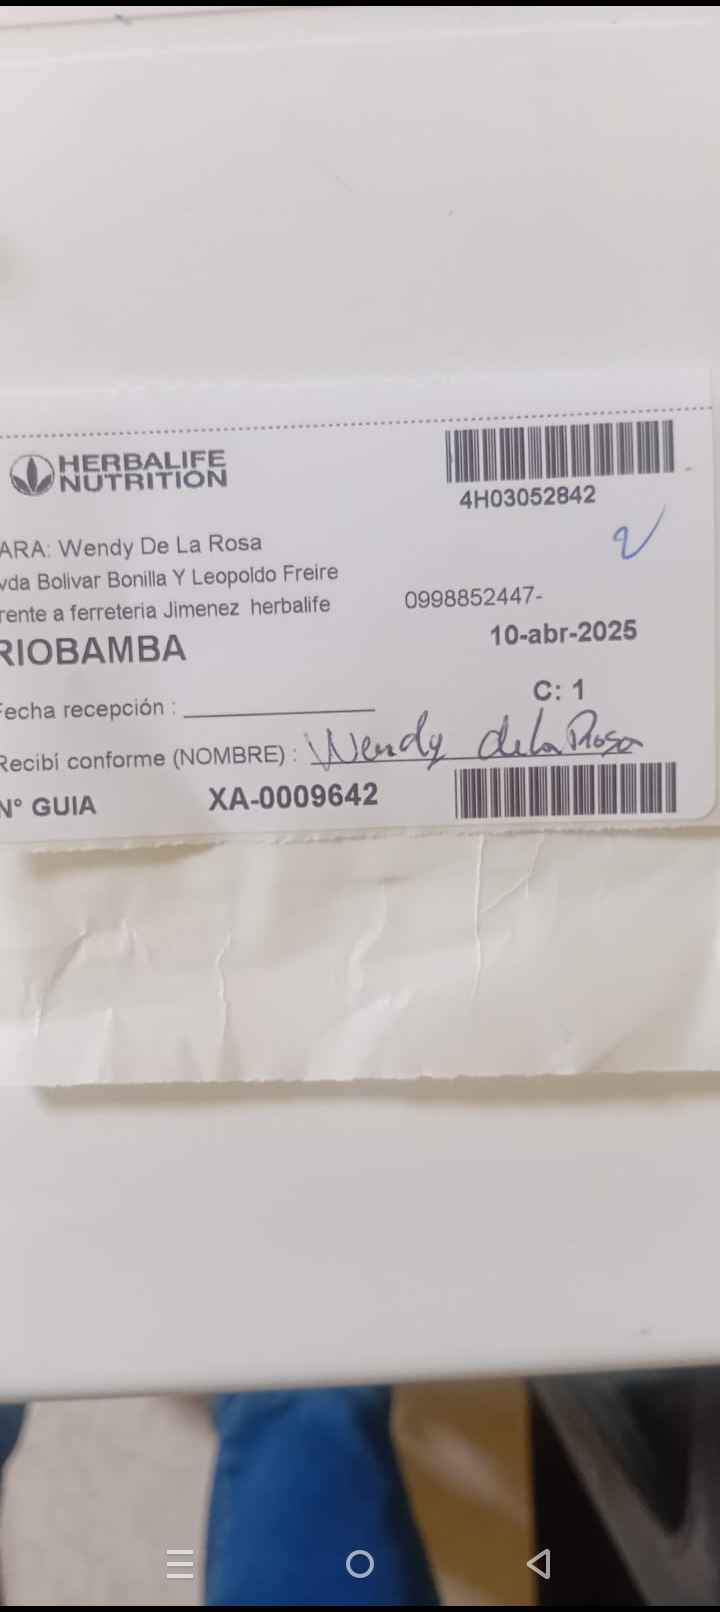 HERBALIFE
NUTRITION
4H03052842
ARA: Wendy De La Rosa
vda Bolivar Bonilla Y Leopoldo Freire
rente a ferreteria Jimenez herbalife
0998852447-
RIOBAMBA
10-abr-2025
C: 1
Fecha recepción :
Recibí conforme (NOMBRE) : Wendy de la Rosa
N° GUIA XA-0009642